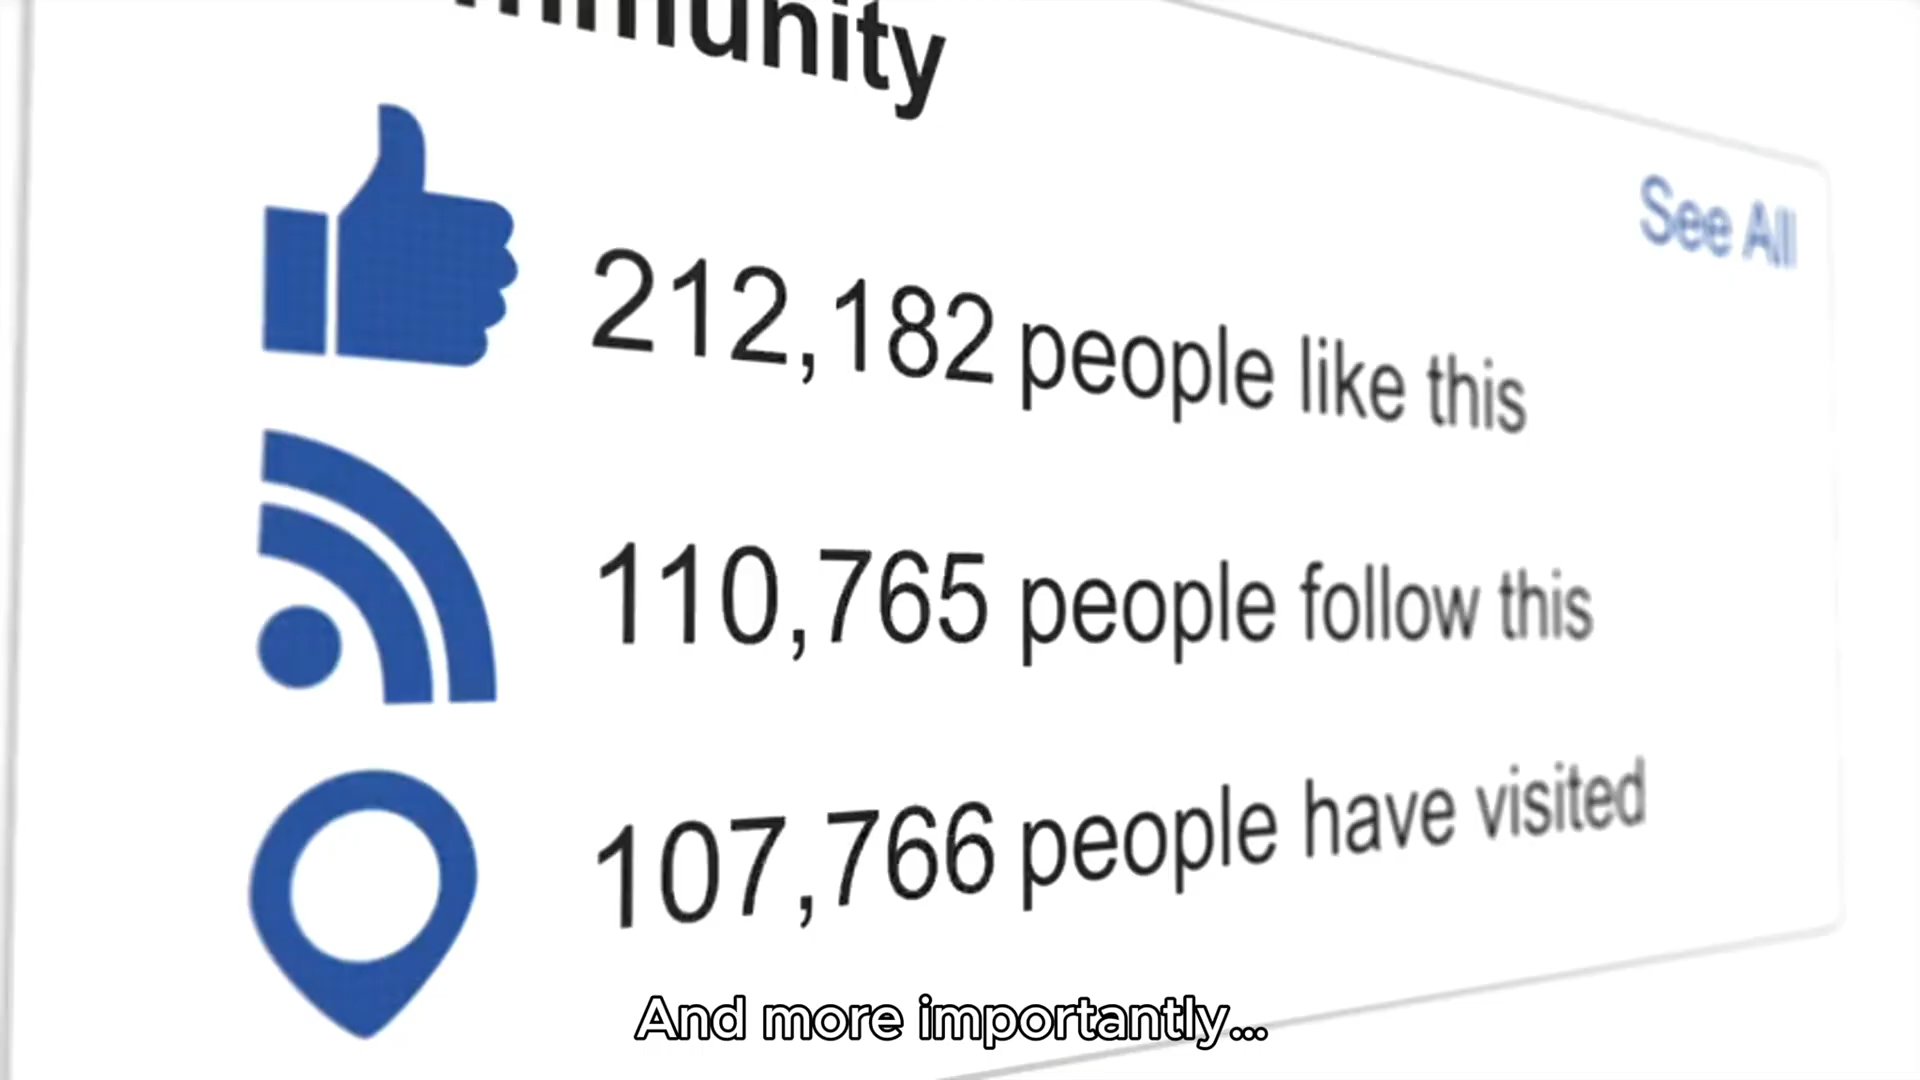 mmunity
See All
212,182 people like this
110,765 people follow this
107,766 people have visited
And more importantly...